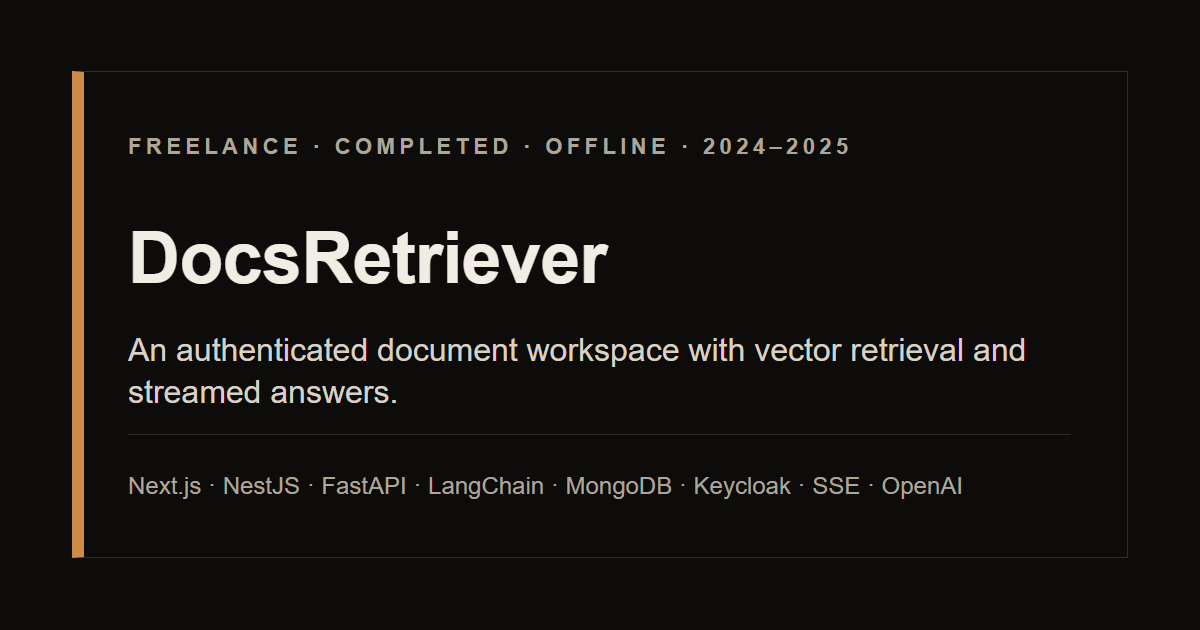 FREELANCE · COMPLETED · OFFLINE · 2024–2025
DocsRetriever
An authenticated document workspace with vector retrieval and
streamed answers.
Next.js · NestJS · FastAPI · LangChain · MongoDB · Keycloak · SSE · OpenAI